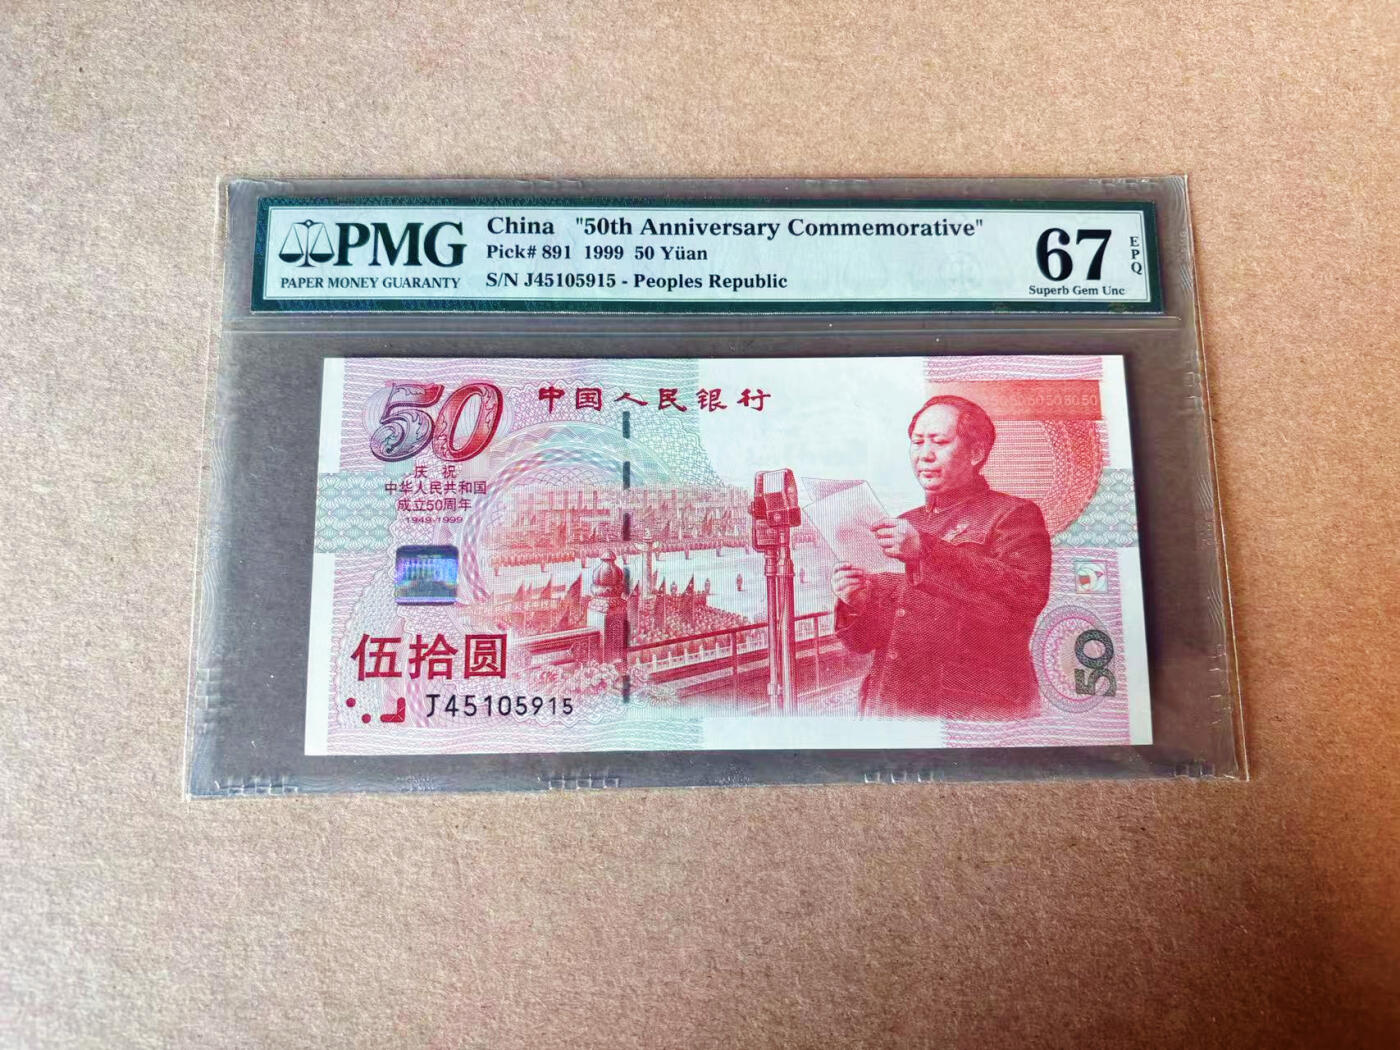 PMG
PAPER MONEY GUARANTY
China "50th Anniversary Commemorative"
Pick# 891 1999 50 Yüan
S/N J45105915 - Peoples Republic
67
EPQ
Superb Gem Unc
50
中国人民银行
庆祝
中华人民共和国
成立50周年
1949-1999
伍拾圆
J45105915
50